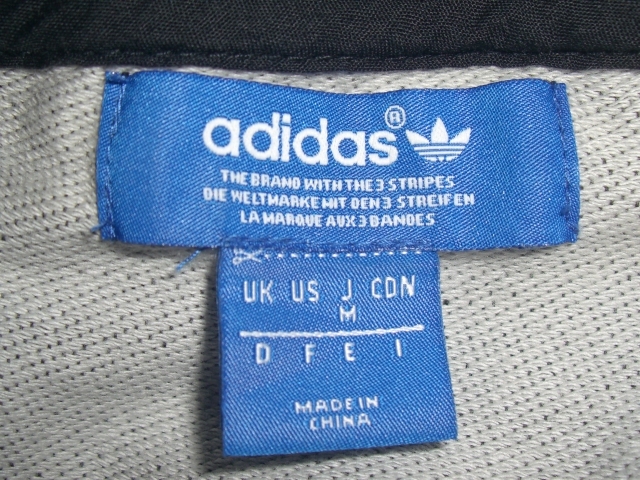 adidas®
THE BRAND WITH THE 3 STRIPES
DIE WELTMARKE MIT DEN 3 STREIFEN
LA MARQUE AUX 3 BANDES
UK US J CDN
M
D F E I
MADE IN
CHINA